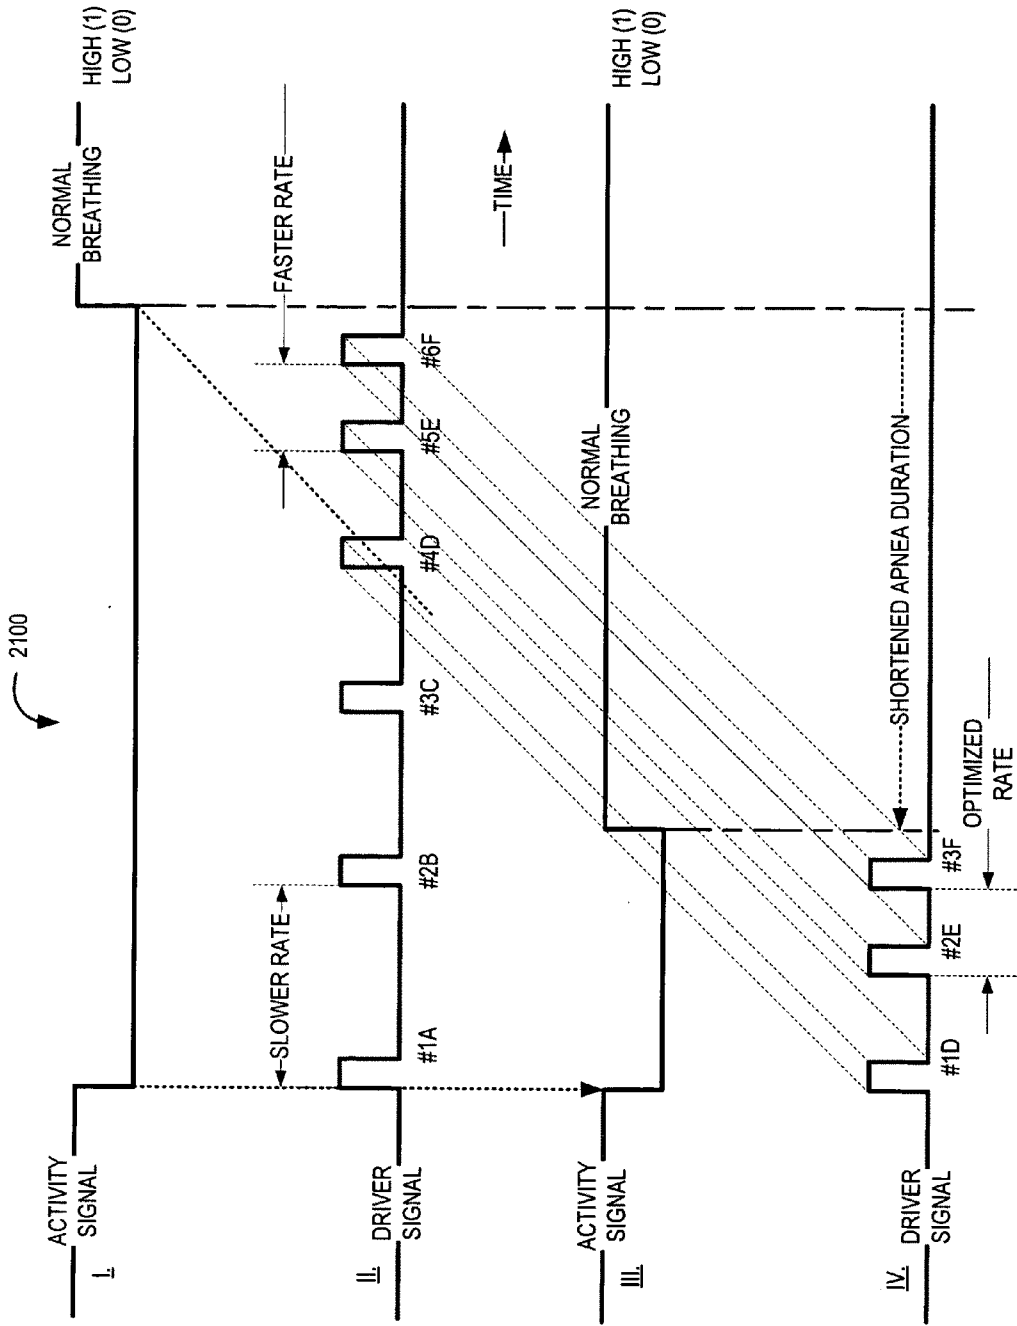 2100
I.
ACTIVITY
SIGNAL
NORMAL
BREATHING
HIGH (1)
LOW (0)
SLOWER RATE
FASTER RATE
II.
DRIVER
SIGNAL
#1A
#2B
#3C
#4D
#5E
#6F
TIME
III.
ACTIVITY
SIGNAL
NORMAL
BREATHING
HIGH (1)
LOW (0)
SHORTENED APNEA DURATION
IV.
DRIVER
SIGNAL
#1D
#2E
#3F
OPTIMIZED
RATE